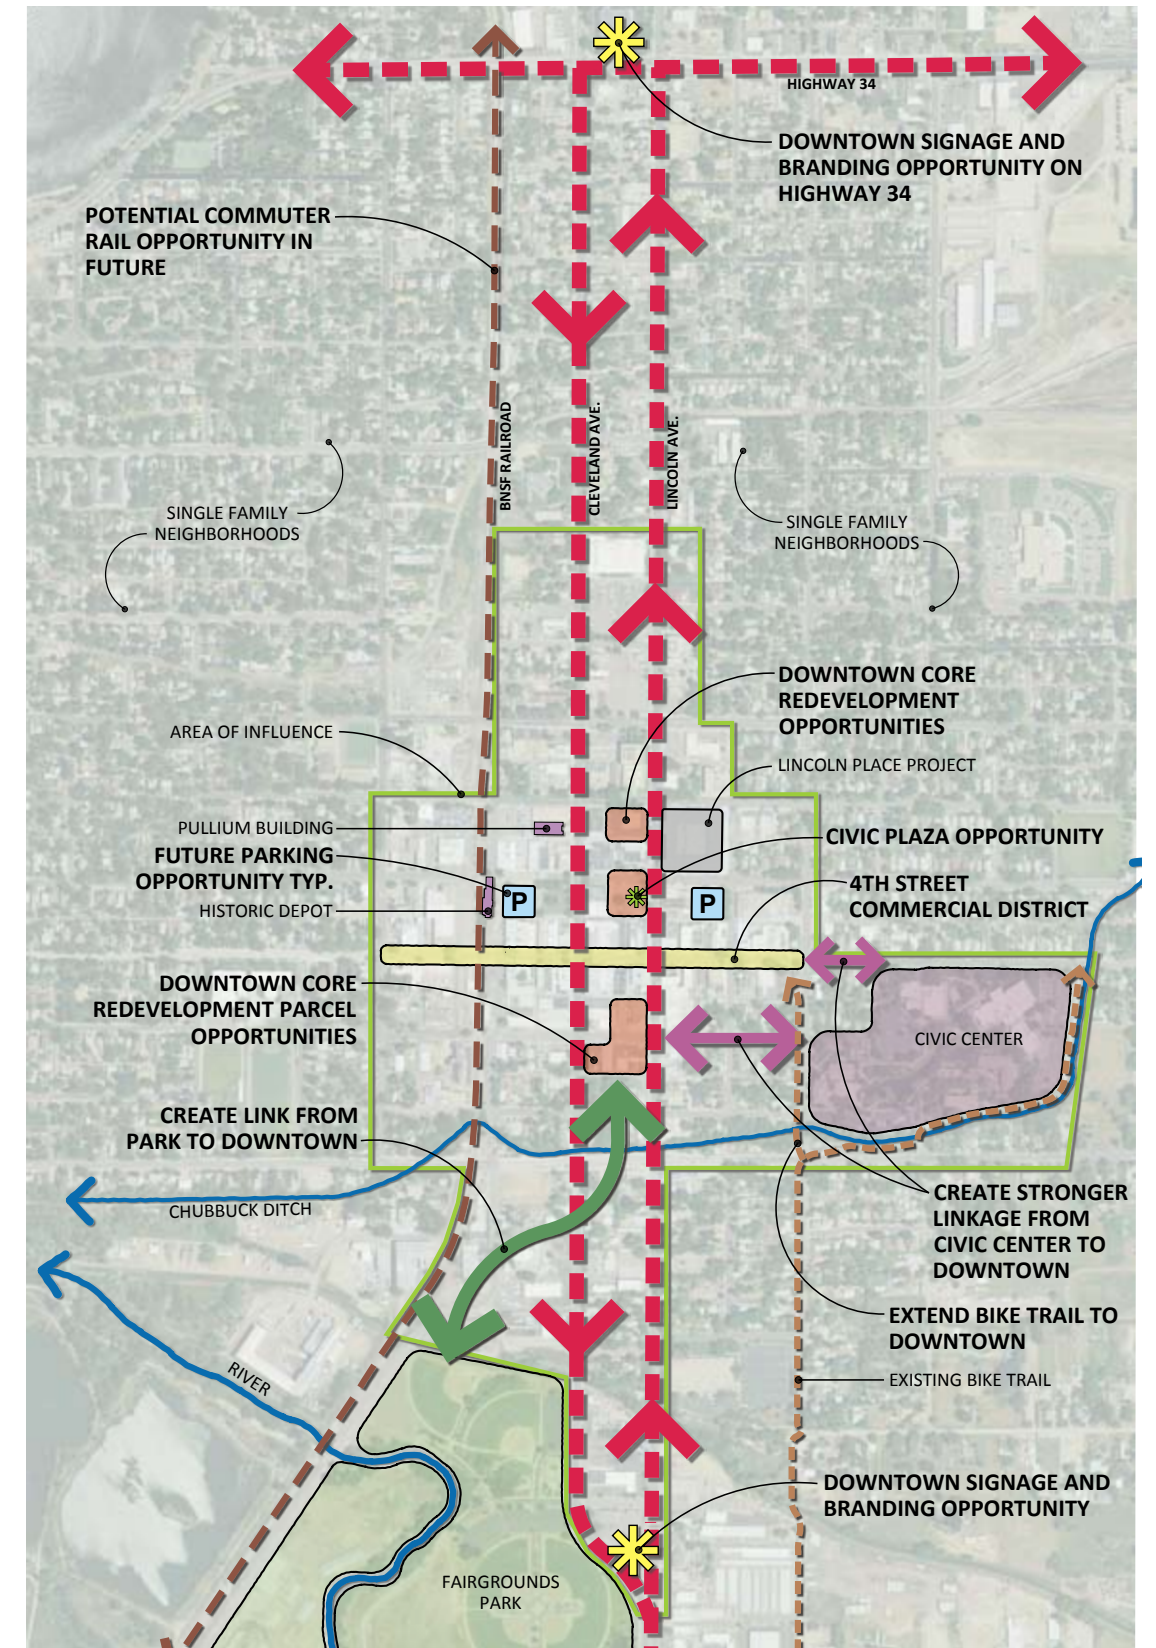 HIGHWAY 34
DOWNTOWN SIGNAGE AND
BRANDING OPPORTUNITY ON
HIGHWAY 34
POTENTIAL COMMUTER
RAIL OPPORTUNITY IN
FUTURE
BNSF RAILROAD
CLEVELAND AVE.
LINCOLN AVE.
SINGLE FAMILY
NEIGHBORHOODS
SINGLE FAMILY
NEIGHBORHOODS
DOWNTOWN CORE
REDEVELOPMENT
OPPORTUNITIES
AREA OF INFLUENCE
LINCOLN PLACE PROJECT
PULLIUM BUILDING
CIVIC PLAZA OPPORTUNITY
FUTURE PARKING
OPPORTUNITY TYP.
4TH STREET
COMMERCIAL DISTRICT
HISTORIC DEPOT
P
P
DOWNTOWN CORE
REDEVELOPMENT PARCEL
OPPORTUNITIES
CIVIC CENTER
CREATE LINK FROM
PARK TO DOWNTOWN
CHUBBUCK DITCH
CREATE STRONGER
LINKAGE FROM
CIVIC CENTER TO
DOWNTOWN
EXTEND BIKE TRAIL TO
DOWNTOWN
EXISTING BIKE TRAIL
RIVER
DOWNTOWN SIGNAGE AND
BRANDING OPPORTUNITY
FAIRGROUNDS
PARK